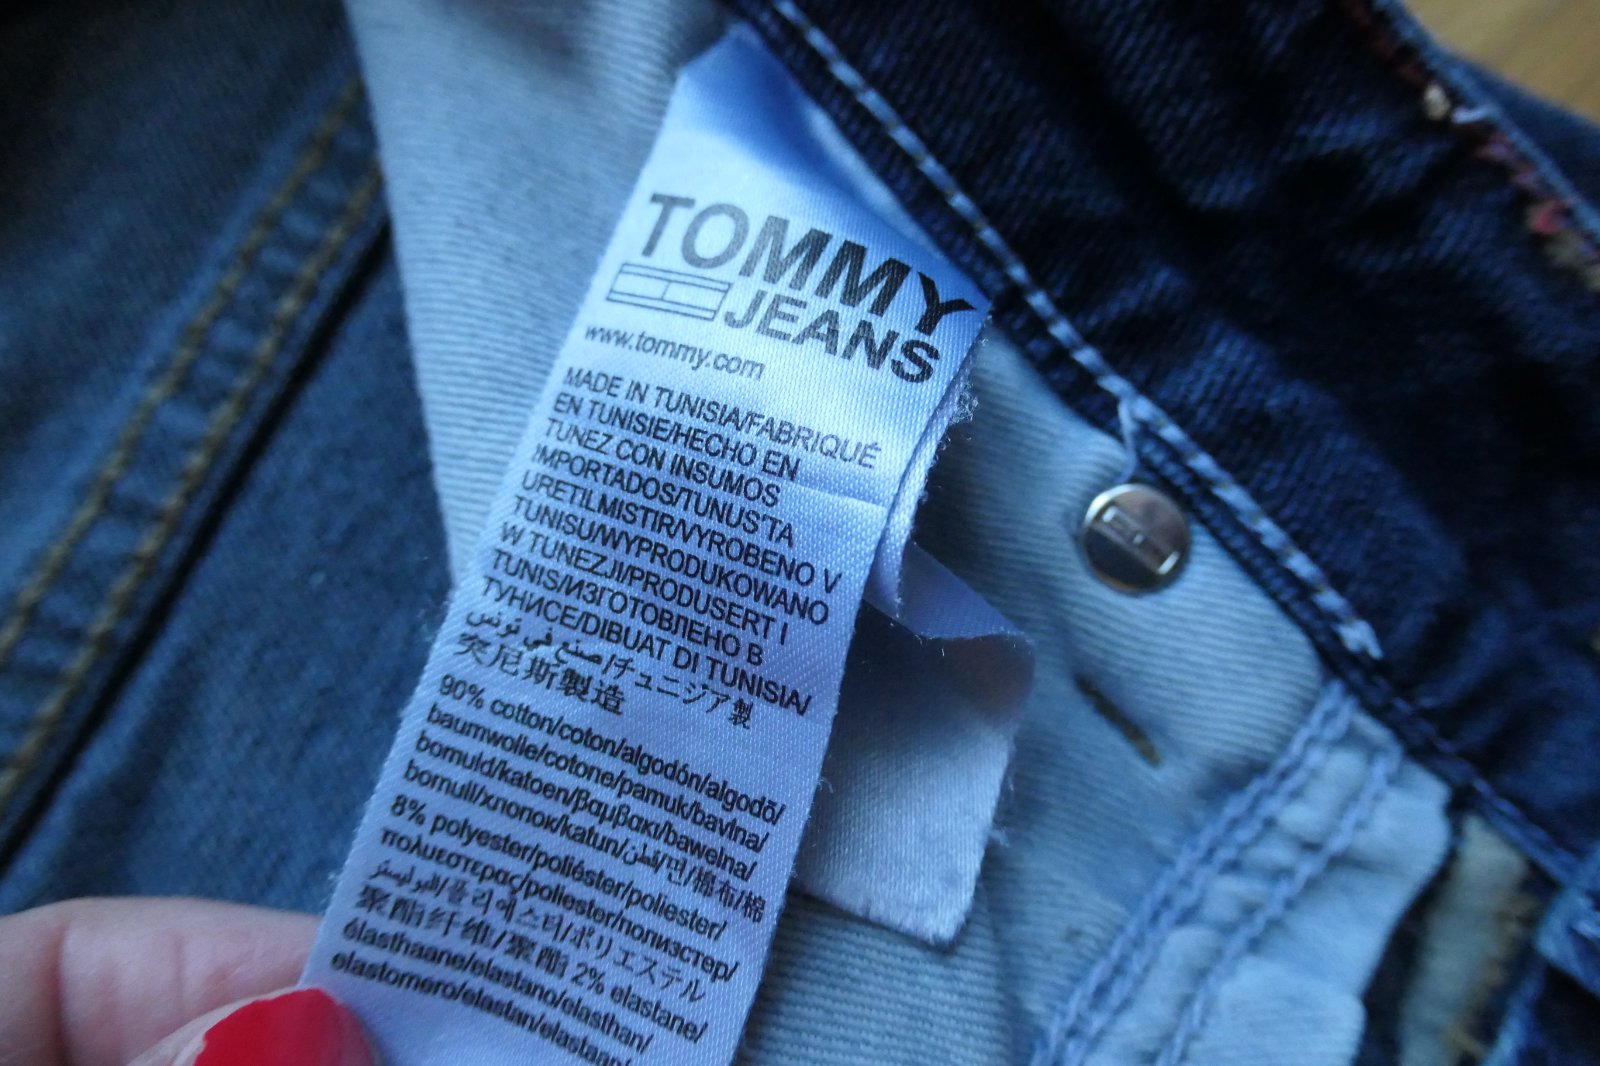 TOMMY
JEANS
www.tommy.com
MADE IN TUNISIA/FABRIQUÉ
EN TUNISIE/HECHO EN
TUNEZ CON INSUMOS
IMPORTADOS/TUNUS'TA
URETILMISTIR/VYROBENO V
TUNISU/WYPRODUKOWANO
W TUNEZJI/PRODUSERT I
TUNIS/ИЗГОТОВЛЕНО В
ТУНИСЕ/DIBUAT DI TUNISIA/
صنع في تونس/チュニジア製
突尼斯製造
90% cotton/coton/algodón/algodõ/
baumwolle/cotone/pamuk/bavlna/
bomuld/katoen/βαμβακι/bawelna/
bomull/хлопок/katun/قطن/면/棉布/棉
8% polyester/poliéster/poliester/
πολυεστερας/poliester/полиэстер/
البوليستر/폴리에스터/ポリエステル
聚酯纤维/聚酯 2% elastane/
élasthaane/elastano/elasthan/
elastomero/elastan/elastaan/